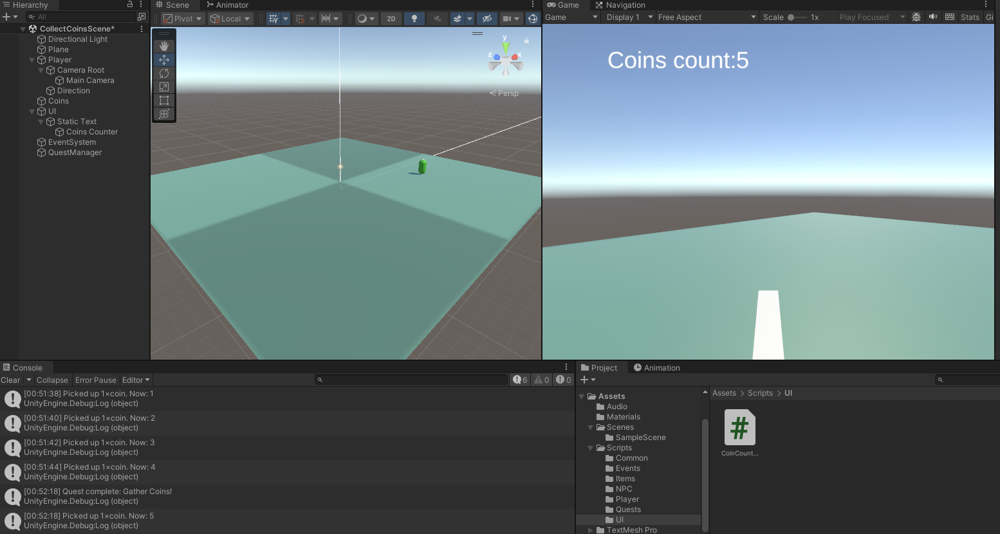 Hierarchy
All
CollectCoinsScene*
Directional Light
Plane
Player
Camera Root
Main Camera
Direction
Coins
UI
Static Text
Coins Counter
EventSystem
QuestManager
Scene
Animator
Pivot
Local
2D
y
z
x
Persp
Game
Navigation
Game
Display 1
Free Aspect
Scale
1x
Play Focused
Stats
Gi
Coins count:5
Console
Clear
Collapse
Error Pause
Editor
6
0
0
[00:51:38] Picked up 1×coin. Now: 1
UnityEngine.Debug:Log (object)
[00:51:40] Picked up 1×coin. Now: 2
UnityEngine.Debug:Log (object)
[00:51:42] Picked up 1×coin. Now: 3
UnityEngine.Debug:Log (object)
[00:51:44] Picked up 1×coin. Now: 4
UnityEngine.Debug:Log (object)
[00:52:18] Quest complete: Gather Coins!
UnityEngine.Debug:Log (object)
[00:52:18] Picked up 1×coin. Now: 5
UnityEngine.Debug:Log (object)
Project
Animation
Assets
Audio
Materials
Scenes
SampleScene
Scripts
Common
Events
Items
NPC
Player
Quests
UI
TextMesh Pro
Assets > Scripts > UI
#
CoinCount...